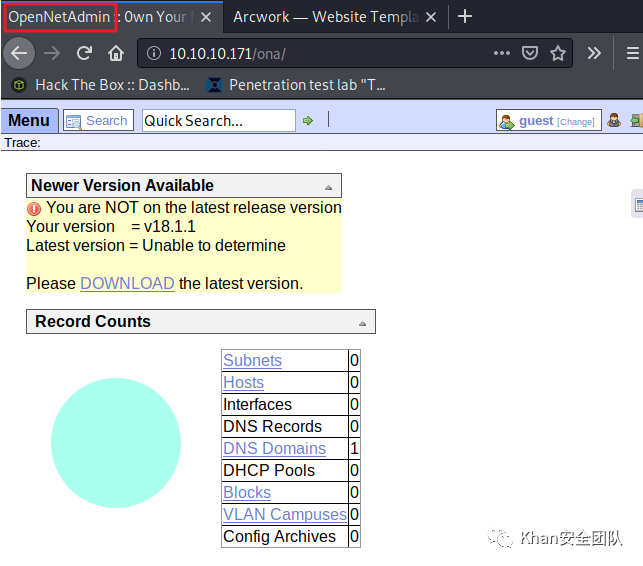 OpenNetAdmin :: 0wn Your N
Arcwork — Website Templa
10.10.10.171/ona/
Hack The Box :: Dashb...
Penetration test lab "T...
Menu
Search
Quick Search...
guest [Change]
Trace:
Newer Version Available
You are NOT on the latest release version
Your version = v18.1.1
Latest version = Unable to determine
Please DOWNLOAD the latest version.
Record Counts
Subnets 0
Hosts 0
Interfaces 0
DNS Records 0
DNS Domains 1
DHCP Pools 0
Blocks 0
VLAN Campuses 0
Config Archives 0
Khan安全团队